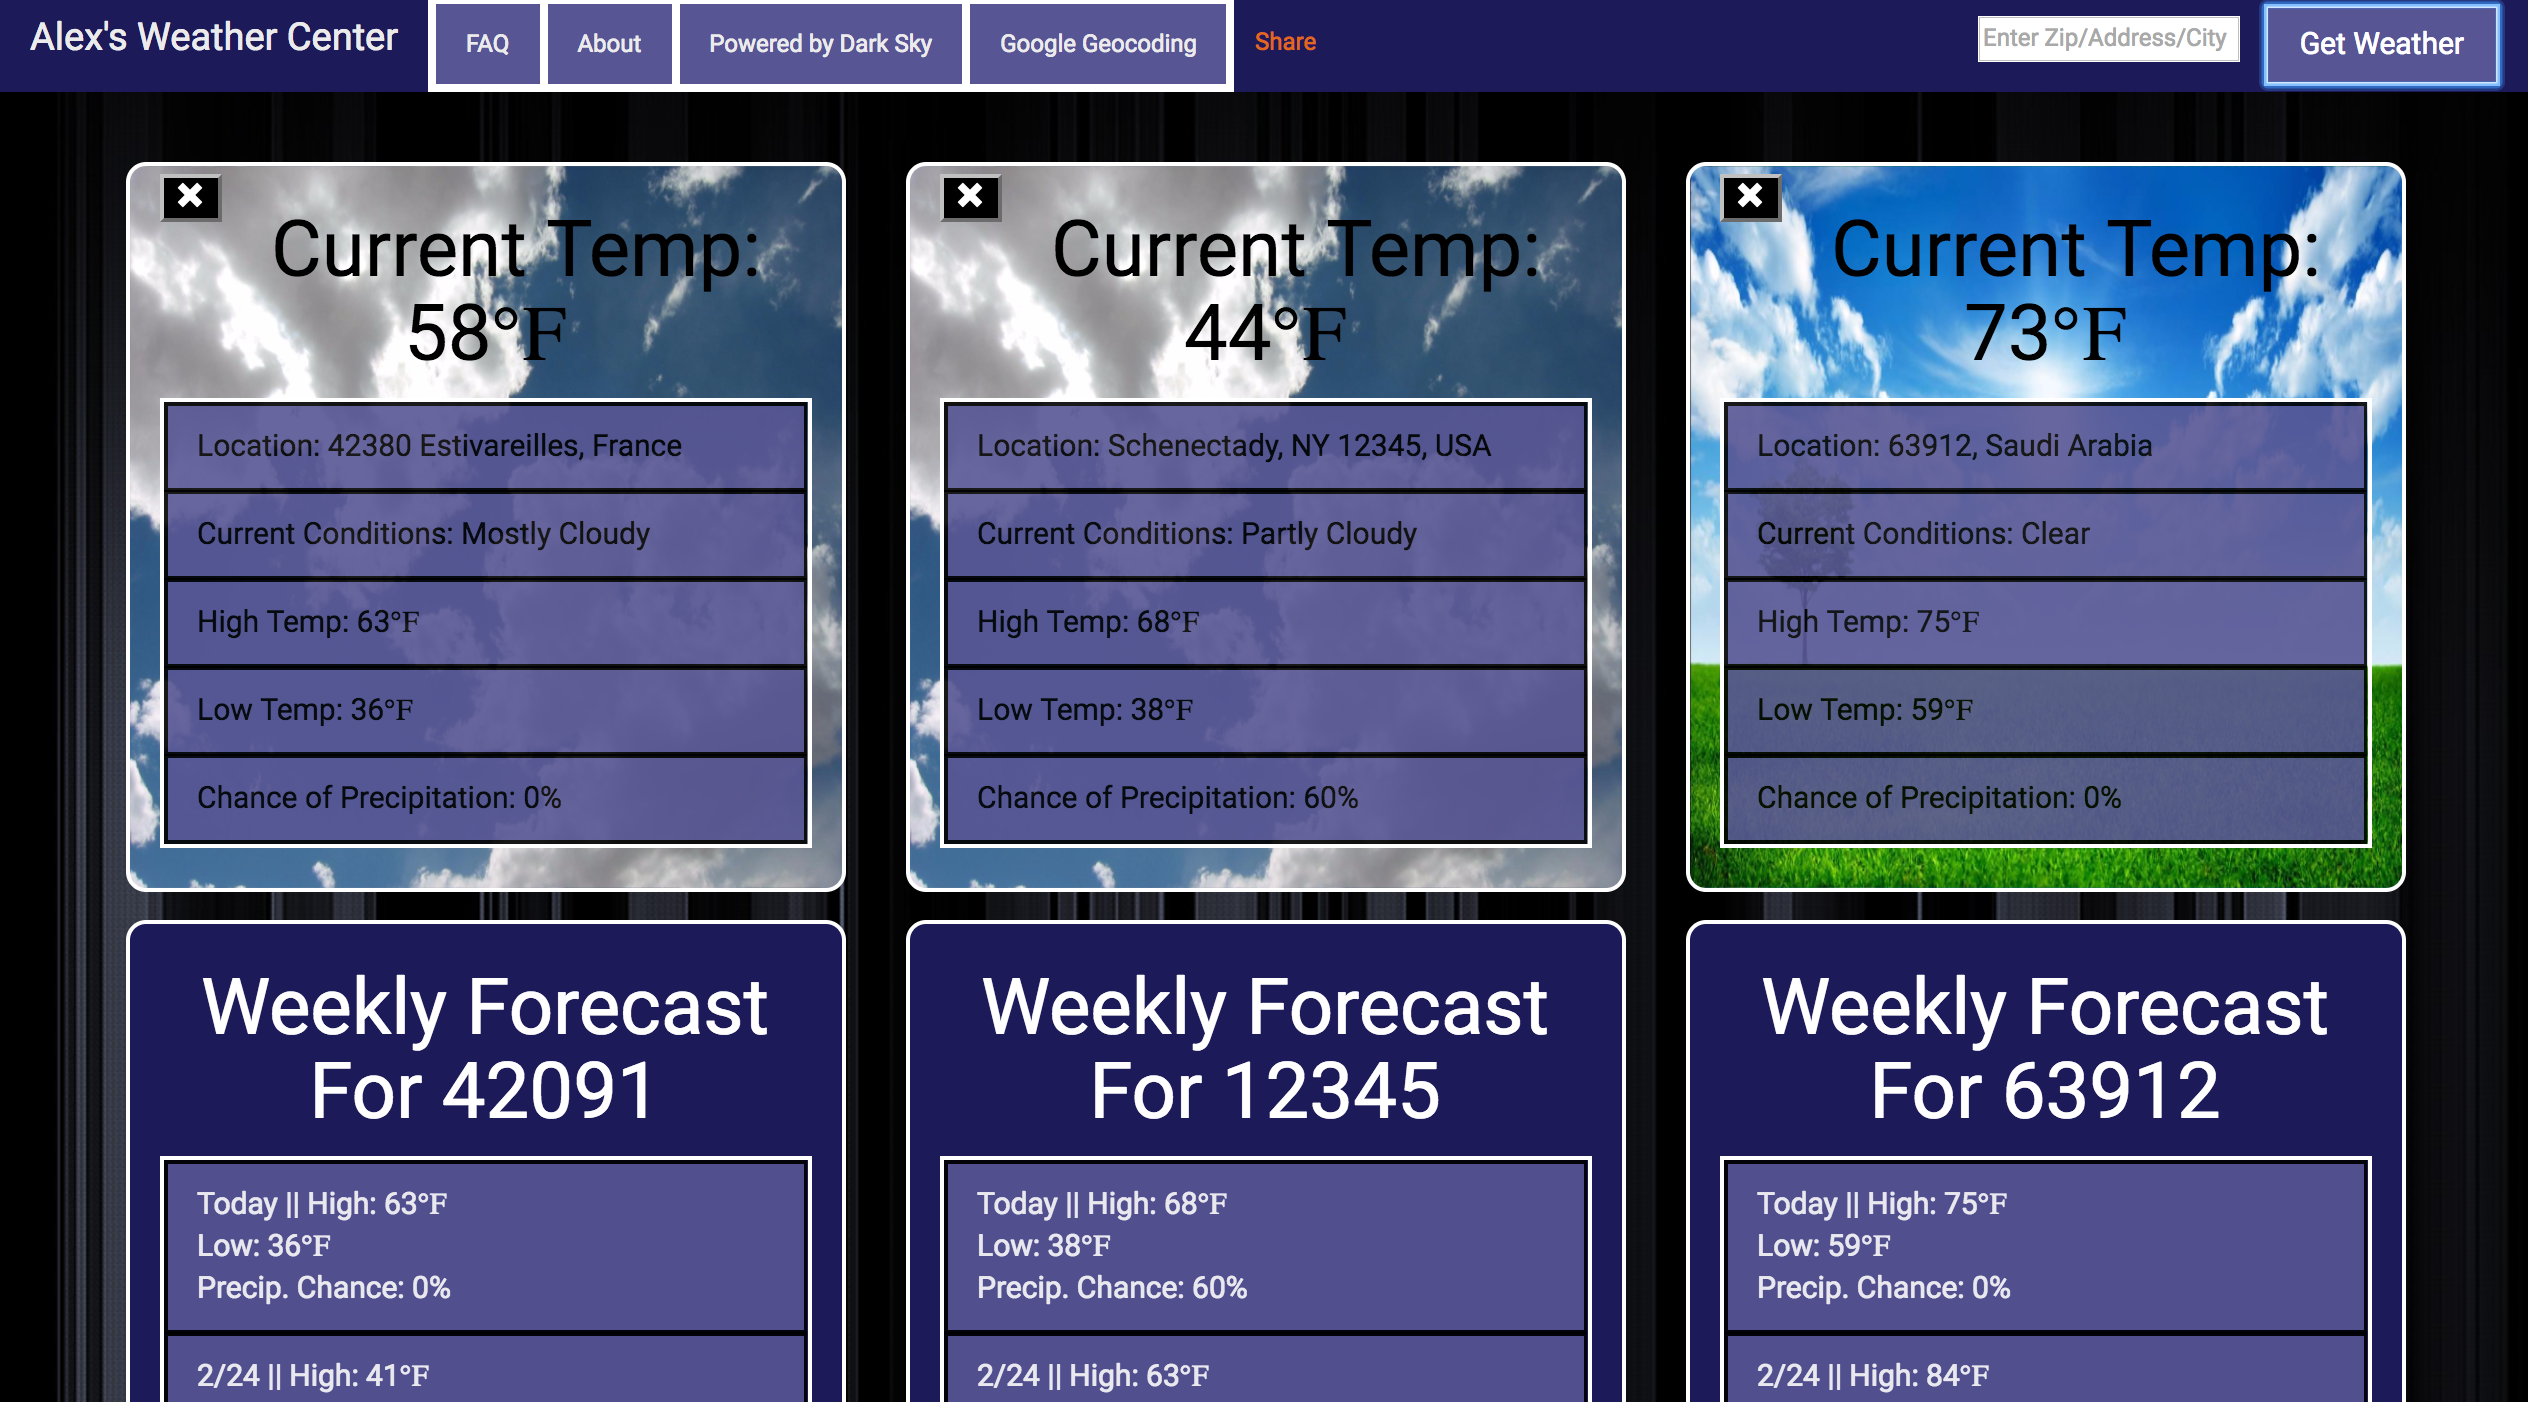 Alex's Weather Center
FAQ
About
Powered by Dark Sky
Google Geocoding
Share
Enter Zip/Address/City
Get Weather
Current Temp:
58°F
Location: 42380 Estivareilles, France
Current Conditions: Mostly Cloudy
High Temp: 63°F
Low Temp: 36°F
Chance of Precipitation: 0%
Current Temp:
44°F
Location: Schenectady, NY 12345, USA
Current Conditions: Partly Cloudy
High Temp: 68°F
Low Temp: 38°F
Chance of Precipitation: 60%
Current Temp:
73°F
Location: 63912, Saudi Arabia
Current Conditions: Clear
High Temp: 75°F
Low Temp: 59°F
Chance of Precipitation: 0%
Weekly Forecast
For 42091
Today || High: 63°F
Low: 36°F
Precip. Chance: 0%
2/24 || High: 41°F
Weekly Forecast
For 12345
Today || High: 68°F
Low: 38°F
Precip. Chance: 60%
2/24 || High: 63°F
Weekly Forecast
For 63912
Today || High: 75°F
Low: 59°F
Precip. Chance: 0%
2/24 || High: 84°F